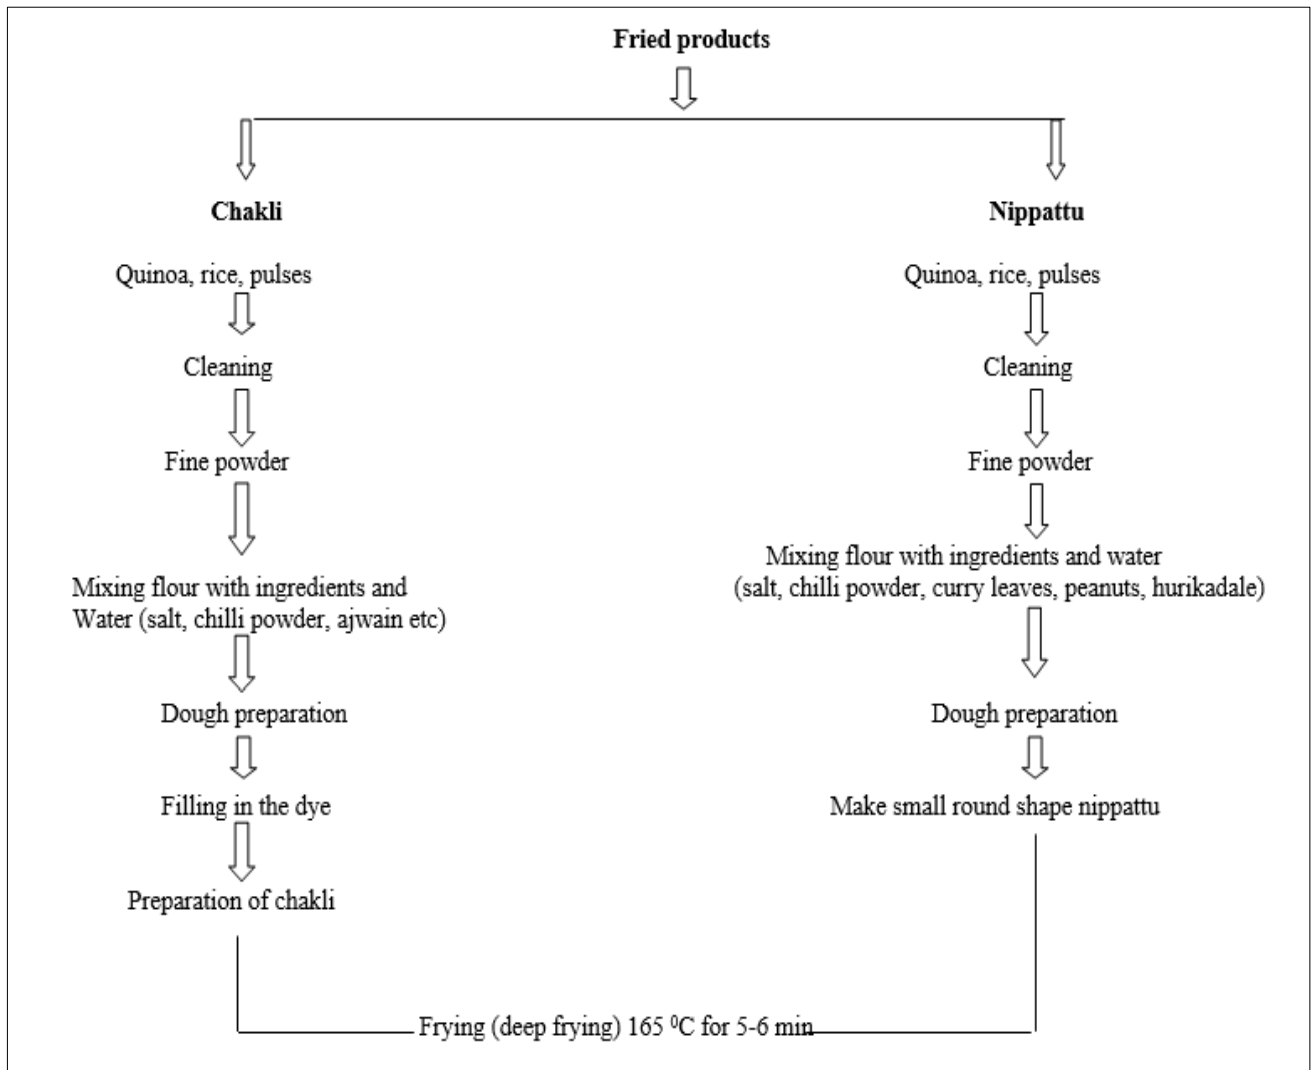 Fried products
Chakli
Quinoa, rice, pulses
Cleaning
Fine powder
Mixing flour with ingredients and
Water (salt, chilli powder, ajwain etc)
Dough preparation
Filling in the dye
Preparation of chakli
Nippattu
Quinoa, rice, pulses
Cleaning
Fine powder
Mixing flour with ingredients and water
(salt, chilli powder, curry leaves, peanuts, hurikadale)
Dough preparation
Make small round shape nippattu
Frying (deep frying) 165 ⁰C for 5-6 min